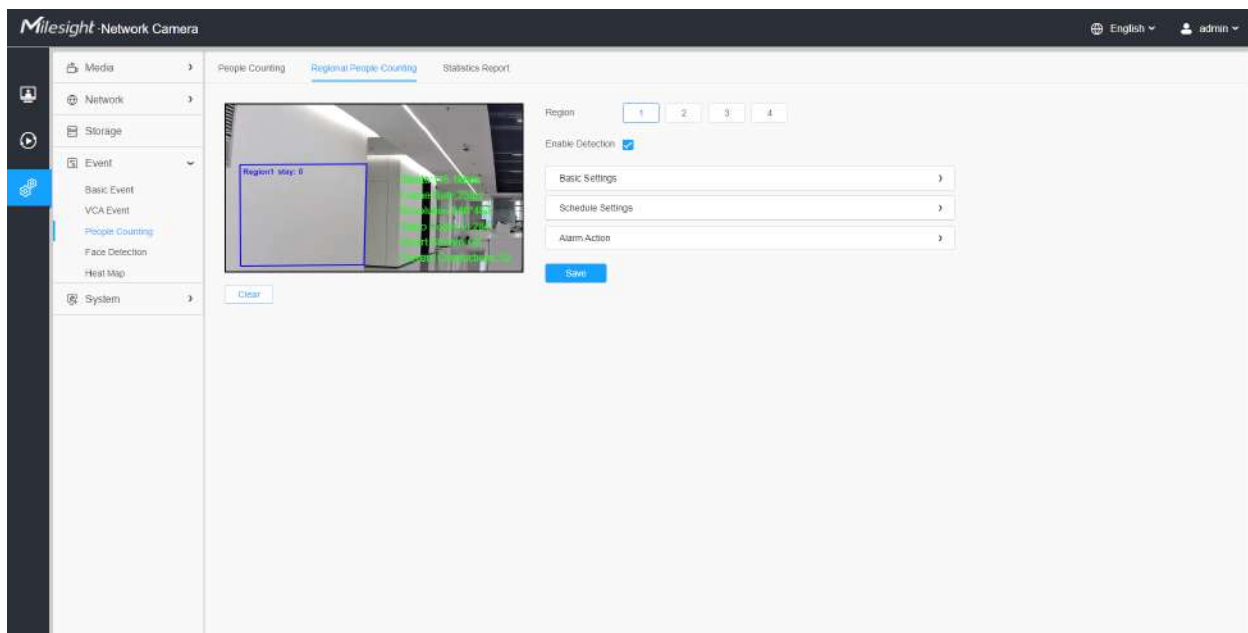 Milesight Network Camera
English
admin
Media
Network
Storage
Event
Basic Event
VCA Event
People Counting
Face Detection
Heat Map
System
People Counting Regional People Counting Statistics Report
Region1 stay: 0
Clear
Region 1 2 3 4
Enable Detection
Basic Settings
Schedule Settings
Alarm Action
Save